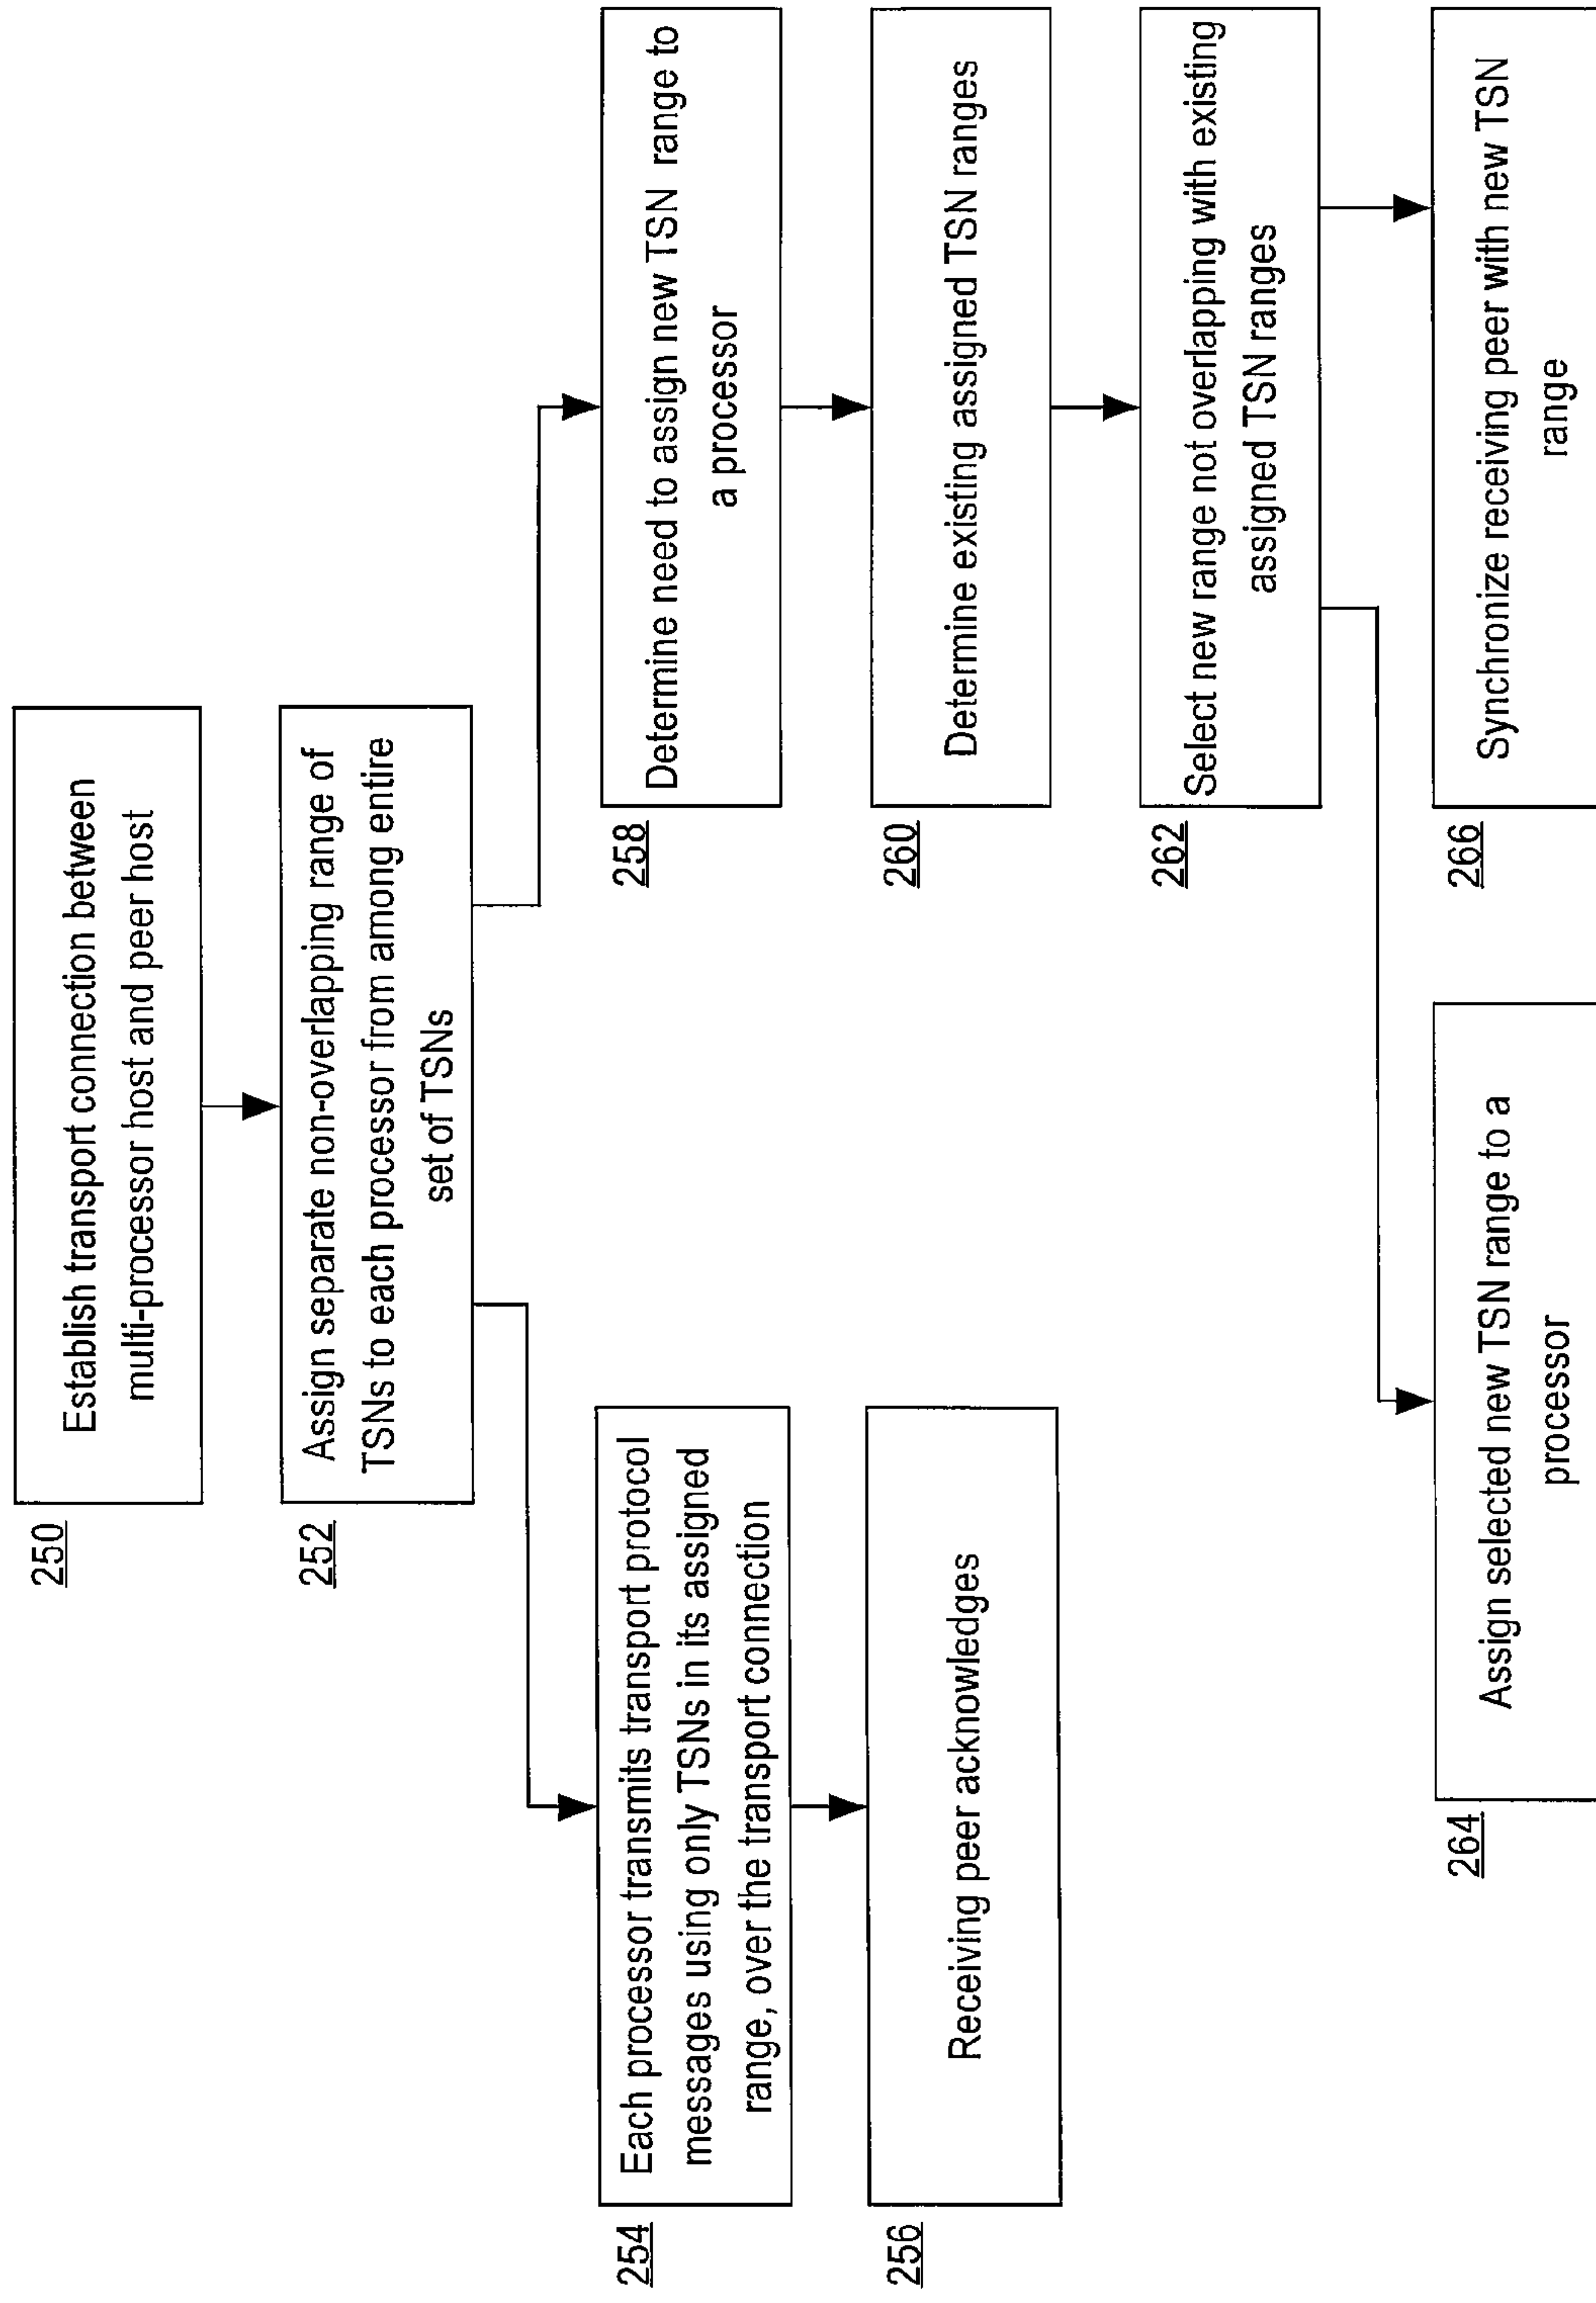 250
Establish transport connection between
multi-processor host and peer host
252
Assign separate non-overlapping range of
TSNs to each processor from among entire
set of TSNs
254
Each processor transmits transport protocol
messages using only TSNs in its assigned
range, over the transport connection
256
Receiving peer acknowledges
258
Determine need to assign new TSN range to
a processor
260
Determine existing assigned TSN ranges
262
Select new range not overlapping with existing
assigned TSN ranges
264
Assign selected new TSN range to a
processor
266
Synchronize receiving peer with new TSN
range